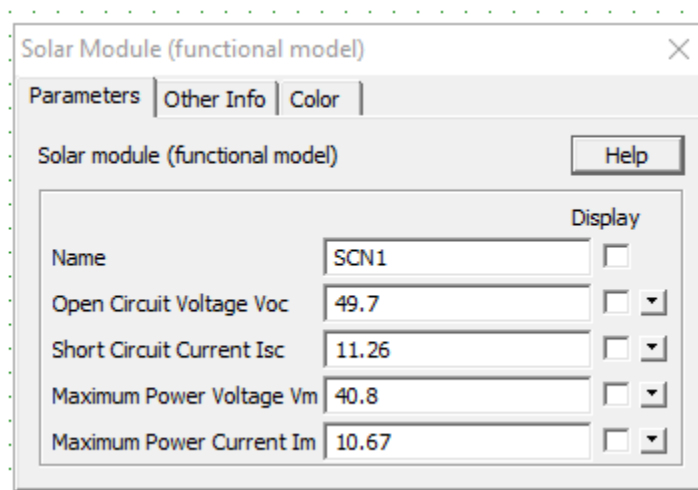 Solar Module (functional model)
Parameters Other Info Color
Solar module (functional model) Help
Display
Name SCN1
Open Circuit Voltage Voc 49.7
Short Circuit Current Isc 11.26
Maximum Power Voltage Vm 40.8
Maximum Power Current Im 10.67